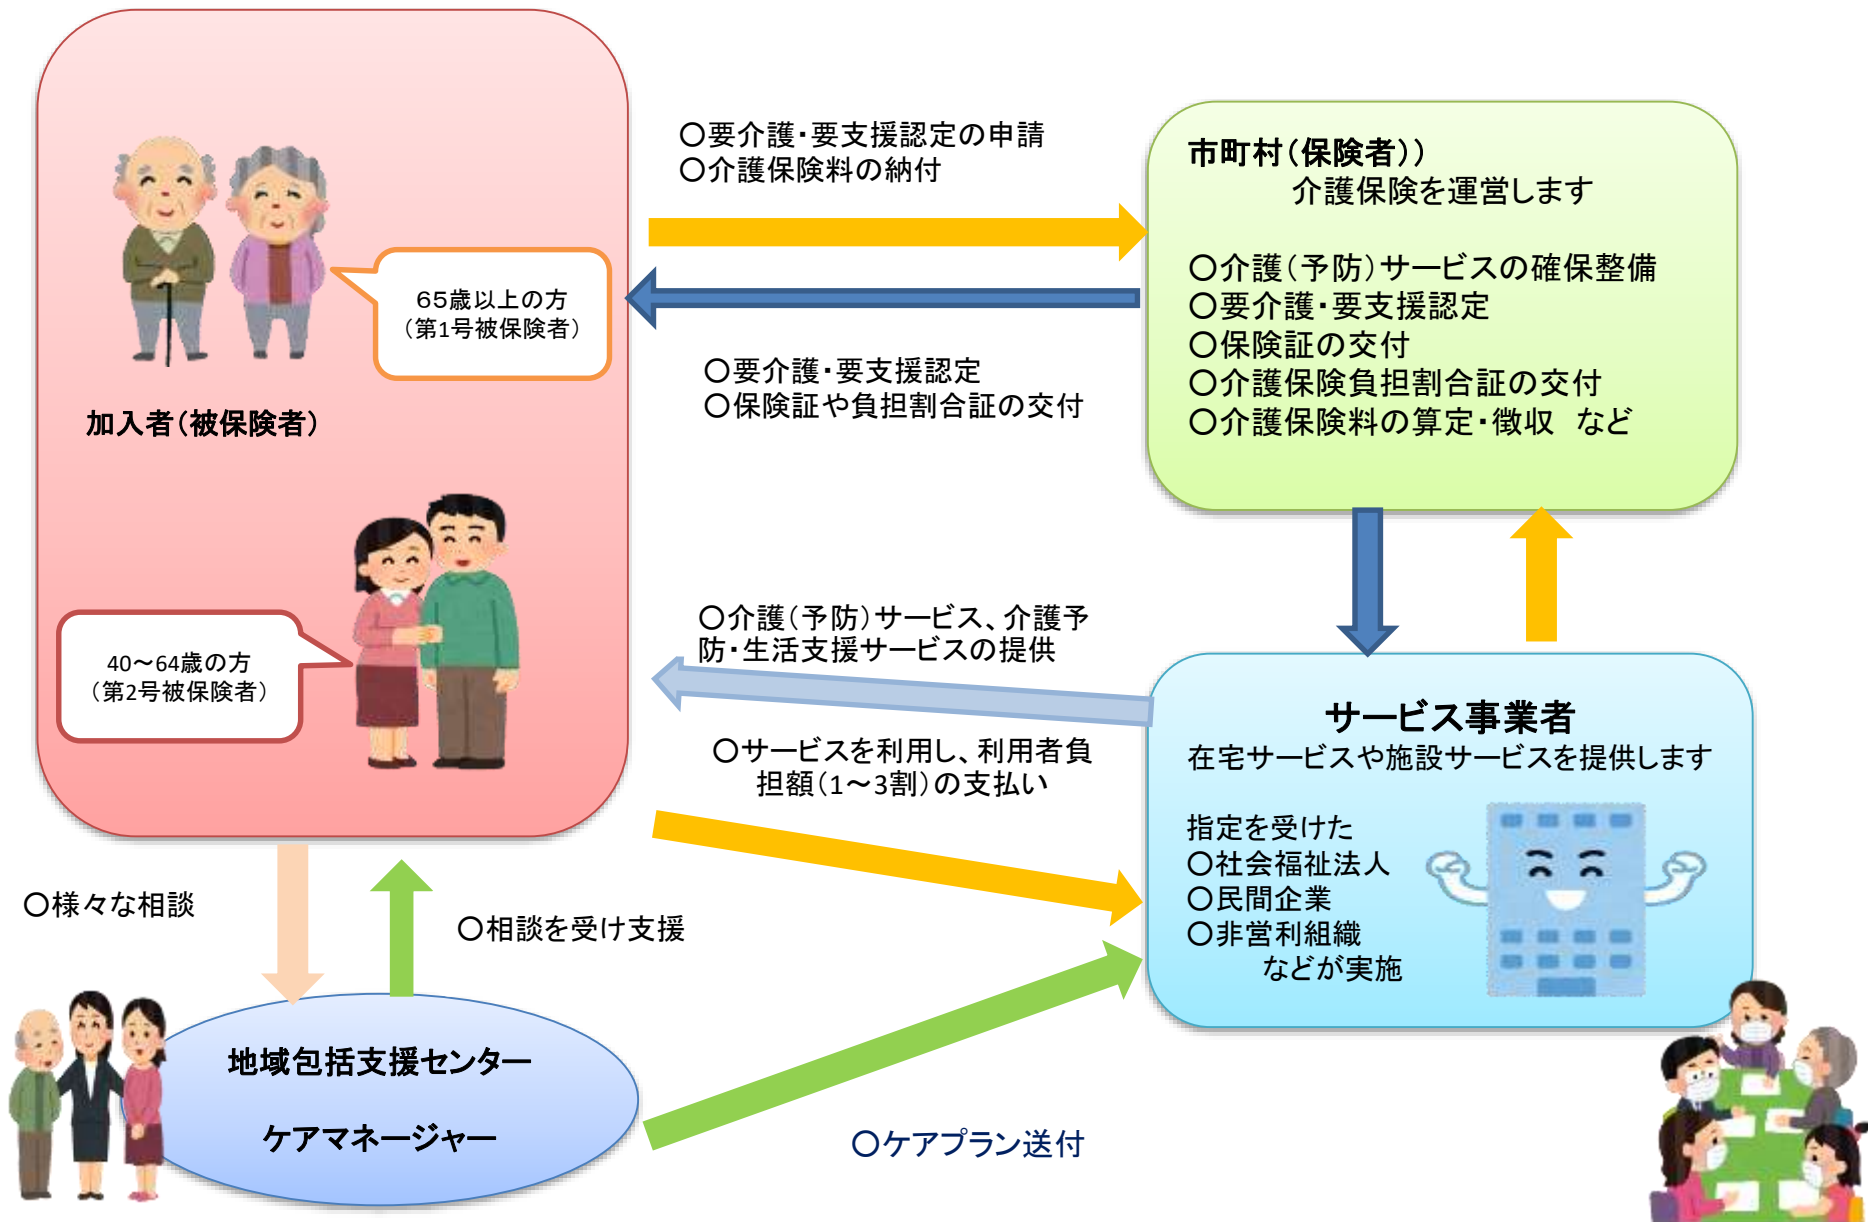 65歳以上の方
（第1号被保険者）
加入者（被保険者）
40～64歳の方
（第2号被保険者）
〇要介護・要支援認定の申請
〇介護保険料の納付
〇要介護・要支援認定
〇保険証や負担割合証の交付
市町村（保険者））
介護保険を運営します
〇介護（予防）サービスの確保整備
〇要介護・要支援認定
〇保険証の交付
〇介護保険負担割合証の交付
〇介護保険料の算定・徴収　など
〇介護（予防）サービス、介護予
防・生活支援サービスの提供
〇サービスを利用し、利用者負
担額（1～3割）の支払い
サービス事業者
在宅サービスや施設サービスを提供します
指定を受けた
〇社会福祉法人
〇民間企業
〇非営利組織
などが実施
〇様々な相談
〇相談を受け支援
地域包括支援センター
ケアマネージャー
〇ケアプラン送付